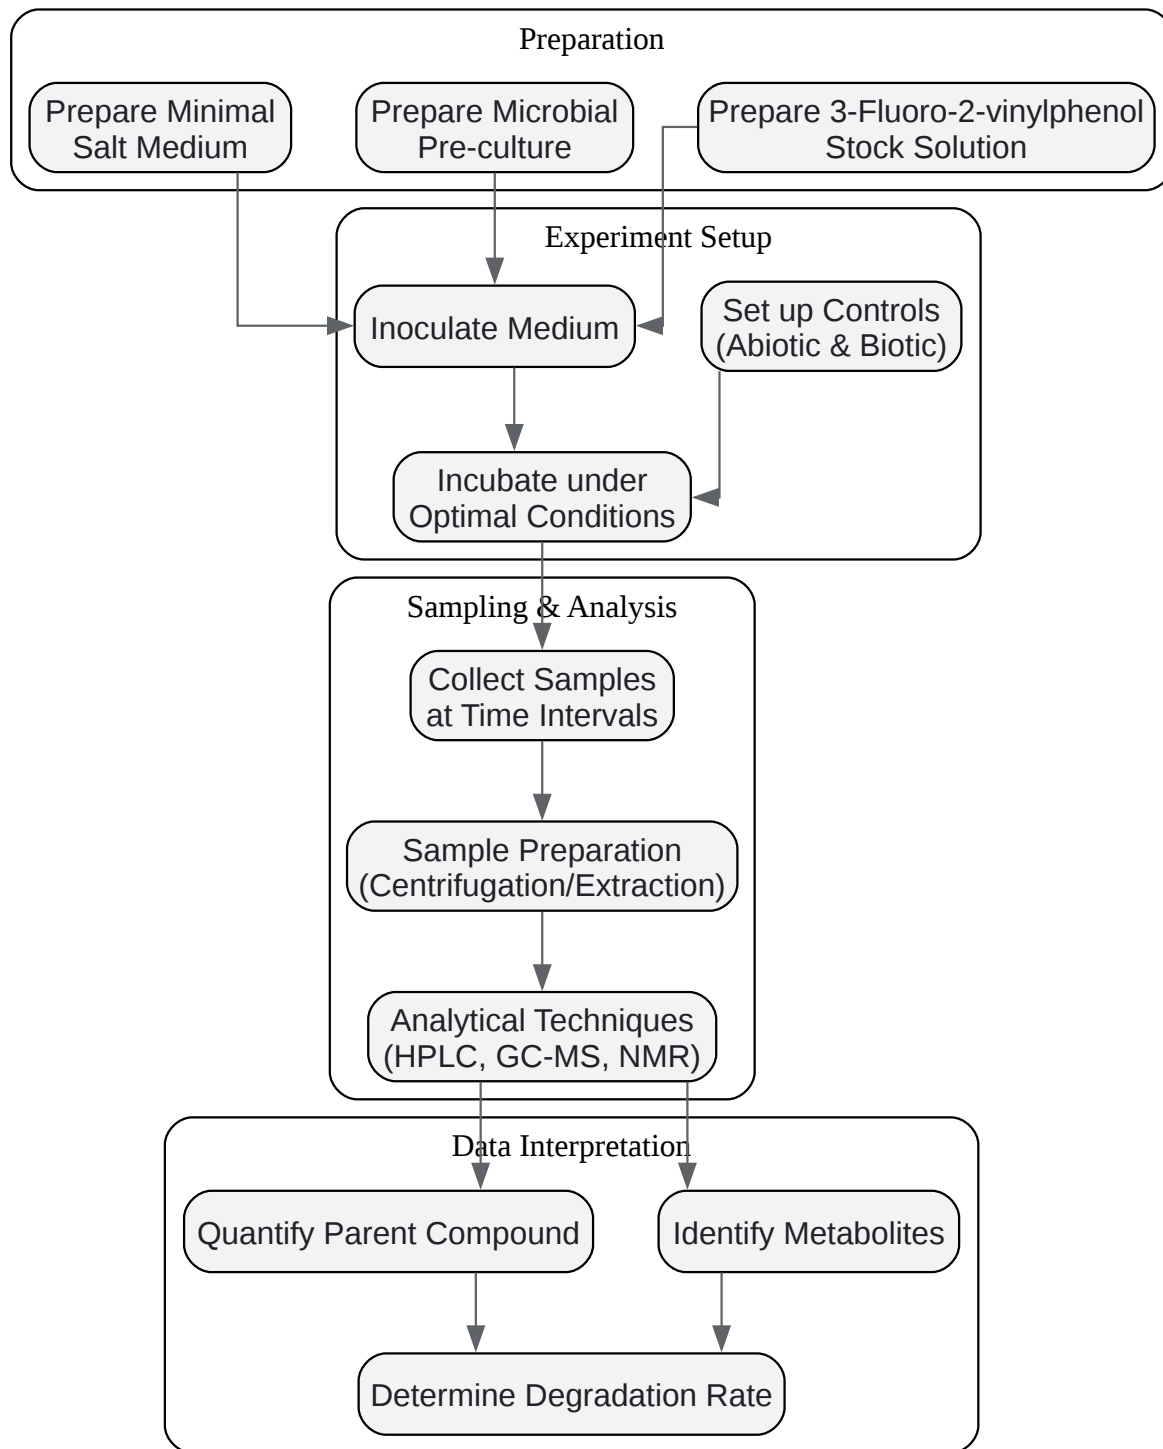 Preparation
Prepare Minimal
Salt Medium
Prepare Microbial
Pre-culture
Prepare 3-Fluoro-2-vinylphenol
Stock Solution
Experiment Setup
Inoculate Medium
Set up Controls
(Abiotic & Biotic)
Incubate under
Optimal Conditions
Sampling & Analysis
Collect Samples
at Time Intervals
Sample Preparation
(Centrifugation/Extraction)
Analytical Techniques
(HPLC, GC-MS, NMR)
Data Interpretation
Quantify Parent Compound
Identify Metabolites
Determine Degradation Rate